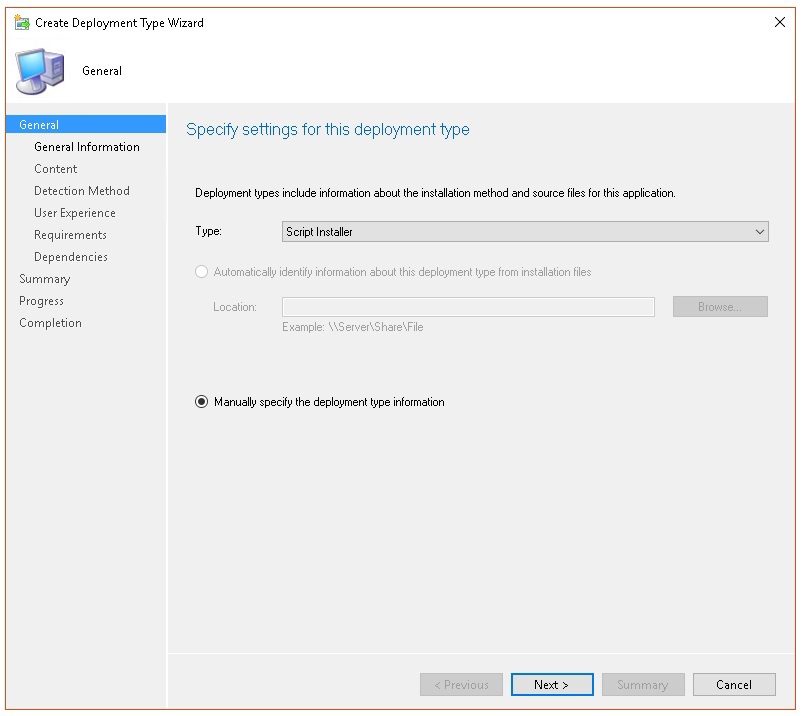 Create Deployment Type Wizard
General
General
General Information
Content
Detection Method
User Experience
Requirements
Dependencies
Summary
Progress
Completion
Specify settings for this deployment type
Deployment types include information about the installation method and source files for this application.
Type: Script Installer
Automatically identify information about this deployment type from installation files
Location: Browse...
Example: \\Server\Share\File
Manually specify the deployment type information
< Previous Next > Summary Cancel